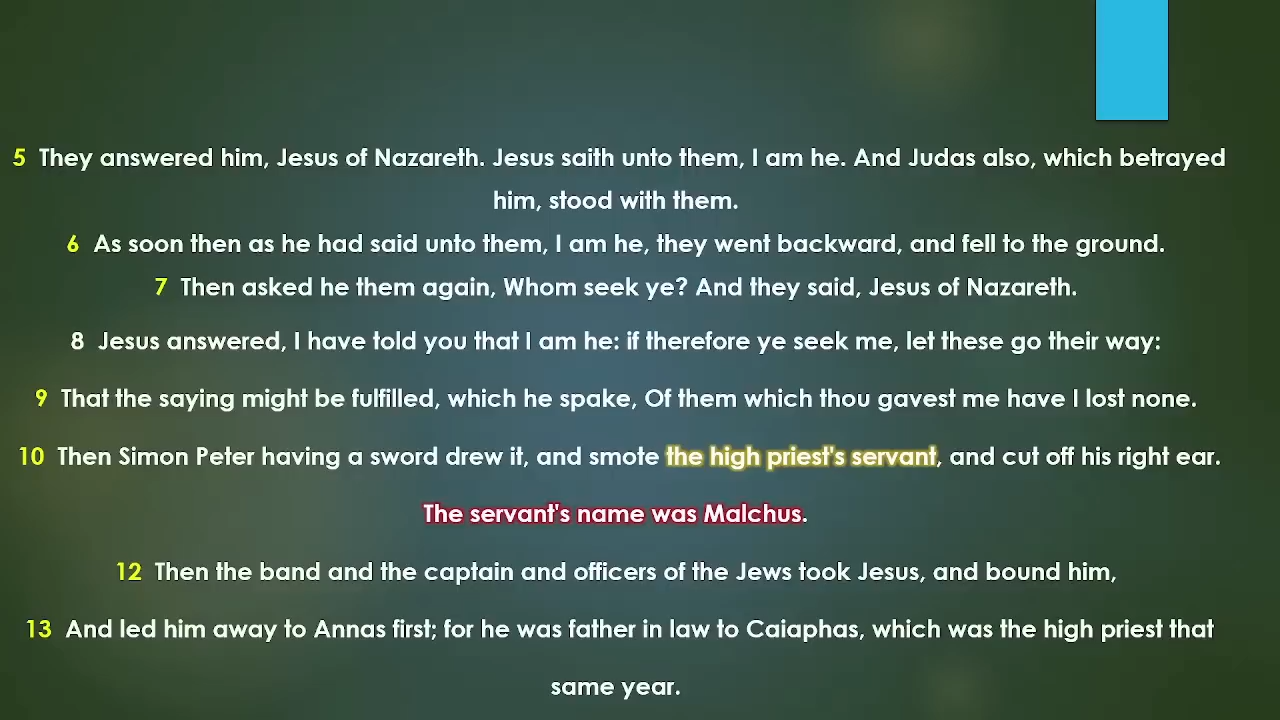 5 They answered him, Jesus of Nazareth. Jesus saith unto them, I am he. And Judas also, which betrayed
him, stood with them.
6 As soon then as he had said unto them, I am he, they went backward, and fell to the ground.
7 Then asked he them again, Whom seek ye? And they said, Jesus of Nazareth.
8 Jesus answered, I have told you that I am he: if therefore ye seek me, let these go their way:
9 That the saying might be fulfilled, which he spake, Of them which thou gavest me have I lost none.
10 Then Simon Peter having a sword drew it, and smote the high priest's servant, and cut off his right ear.
The servant's name was Malchus.
12 Then the band and the captain and officers of the Jews took Jesus, and bound him,
13 And led him away to Annas first; for he was father in law to Caiaphas, which was the high priest that
same year.